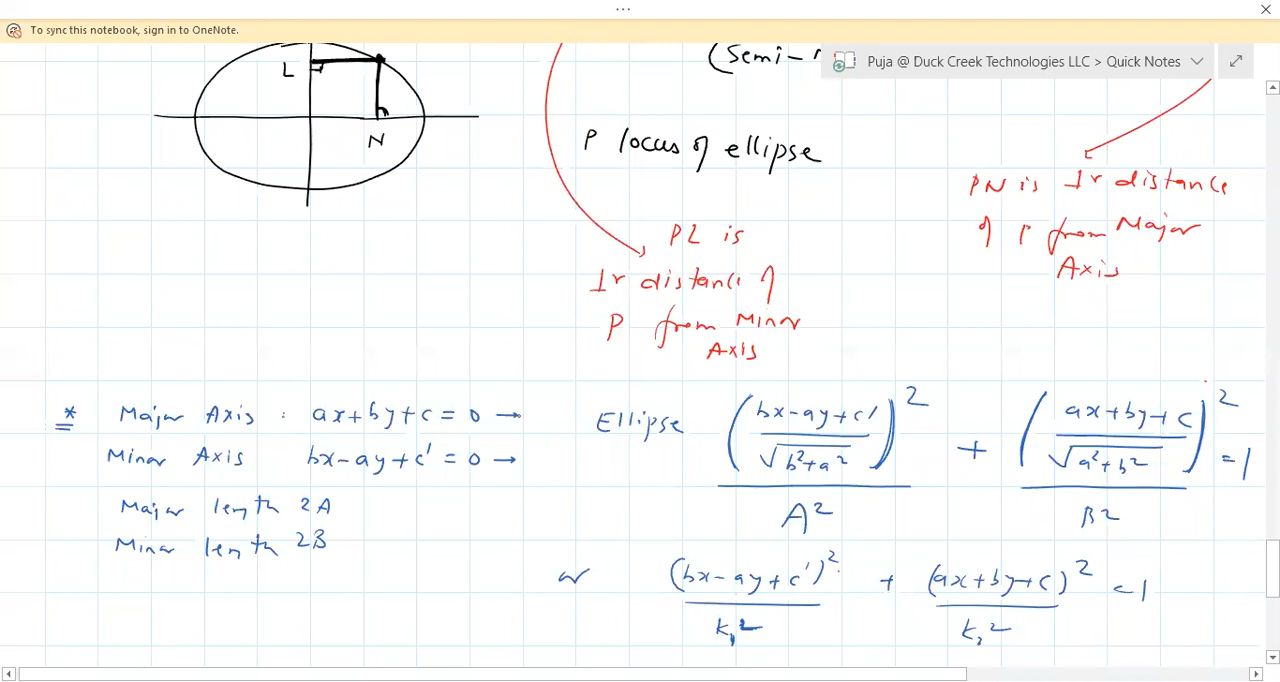 ...
To sync this notebook, sign in to OneNote.
Puja @ Duck Creek Technologies LLC > Quick Notes
L
N
(Semi-
P locus of ellipse
PN is ⊥r distance
of P from Major
Axis
PL is
⊥r distance of
P from Minor
Axis
* Major Axis : ax+by+c = 0 →
Minor Axis bx-ay+c' = 0 →
Major length 2A
Minor length 2B
Ellipse ((bx-ay+c')/√(b²+a²))²/A² + ((ax+by+c)/√(a²+b²))²/B² = 1
or (bx-ay+c')²/k₁² + (ax+by+c)²/k₂² = 1